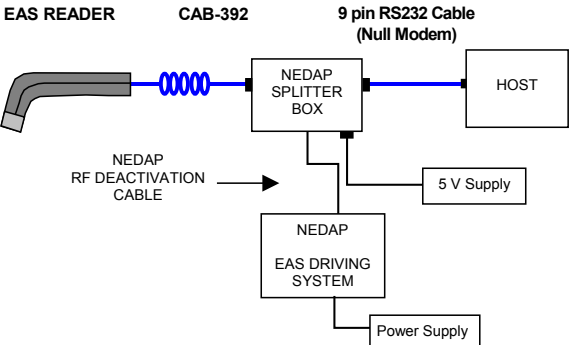 EAS READER
CAB-392
9 pin RS232 Cable
(Null Modem)
NEDAP
SPLITTER
BOX
HOST
NEDAP
RF DEACTIVATION
CABLE
5 V Supply
NEDAP
EAS DRIVING
SYSTEM
Power Supply